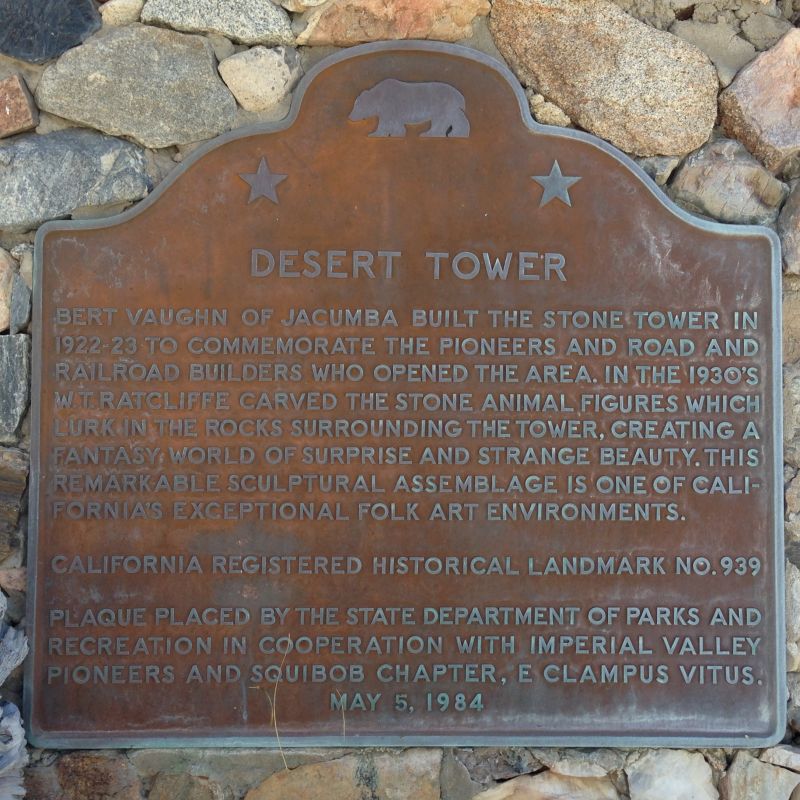 DESERT TOWER
BERT VAUGHN OF JACUMBA BUILT THE STONE TOWER IN
1922-23 TO COMMEMORATE THE PIONEERS AND ROAD AND
RAILROAD BUILDERS WHO OPENED THE AREA. IN THE 1930'S
W.T. RATCLIFFE CARVED THE STONE ANIMAL FIGURES WHICH
LURK IN THE ROCKS SURROUNDING THE TOWER, CREATING A
FANTASY WORLD OF SURPRISE AND STRANGE BEAUTY. THIS
REMARKABLE SCULPTURAL ASSEMBLAGE IS ONE OF CALI-
FORNIA'S EXCEPTIONAL FOLK ART ENVIRONMENTS.
CALIFORNIA REGISTERED HISTORICAL LANDMARK NO. 939
PLAQUE PLACED BY THE STATE DEPARTMENT OF PARKS AND
RECREATION IN COOPERATION WITH IMPERIAL VALLEY
PIONEERS AND SQUIBOB CHAPTER, E CLAMPUS VITUS.
MAY 5, 1984